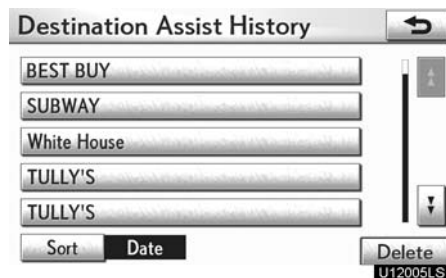 Destination Assist History
BEST BUY
SUBWAY
White House
TULLY'S
TULLY'S
Sort Date Delete
U12005LS